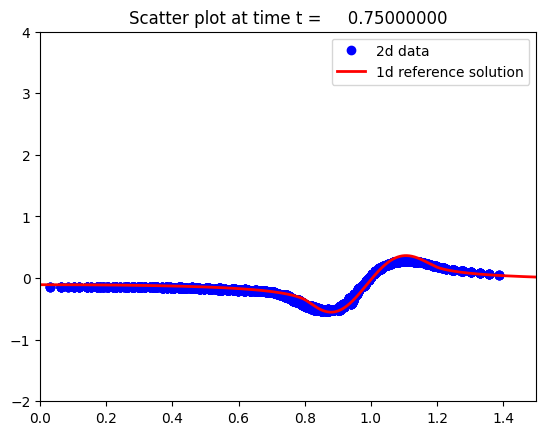 Scatter plot at time t = 0.75000000
4
2d data
1d reference solution
3
2
1
0
−1
−2
0.0 0.2 0.4 0.6 0.8 1.0 1.2 1.4